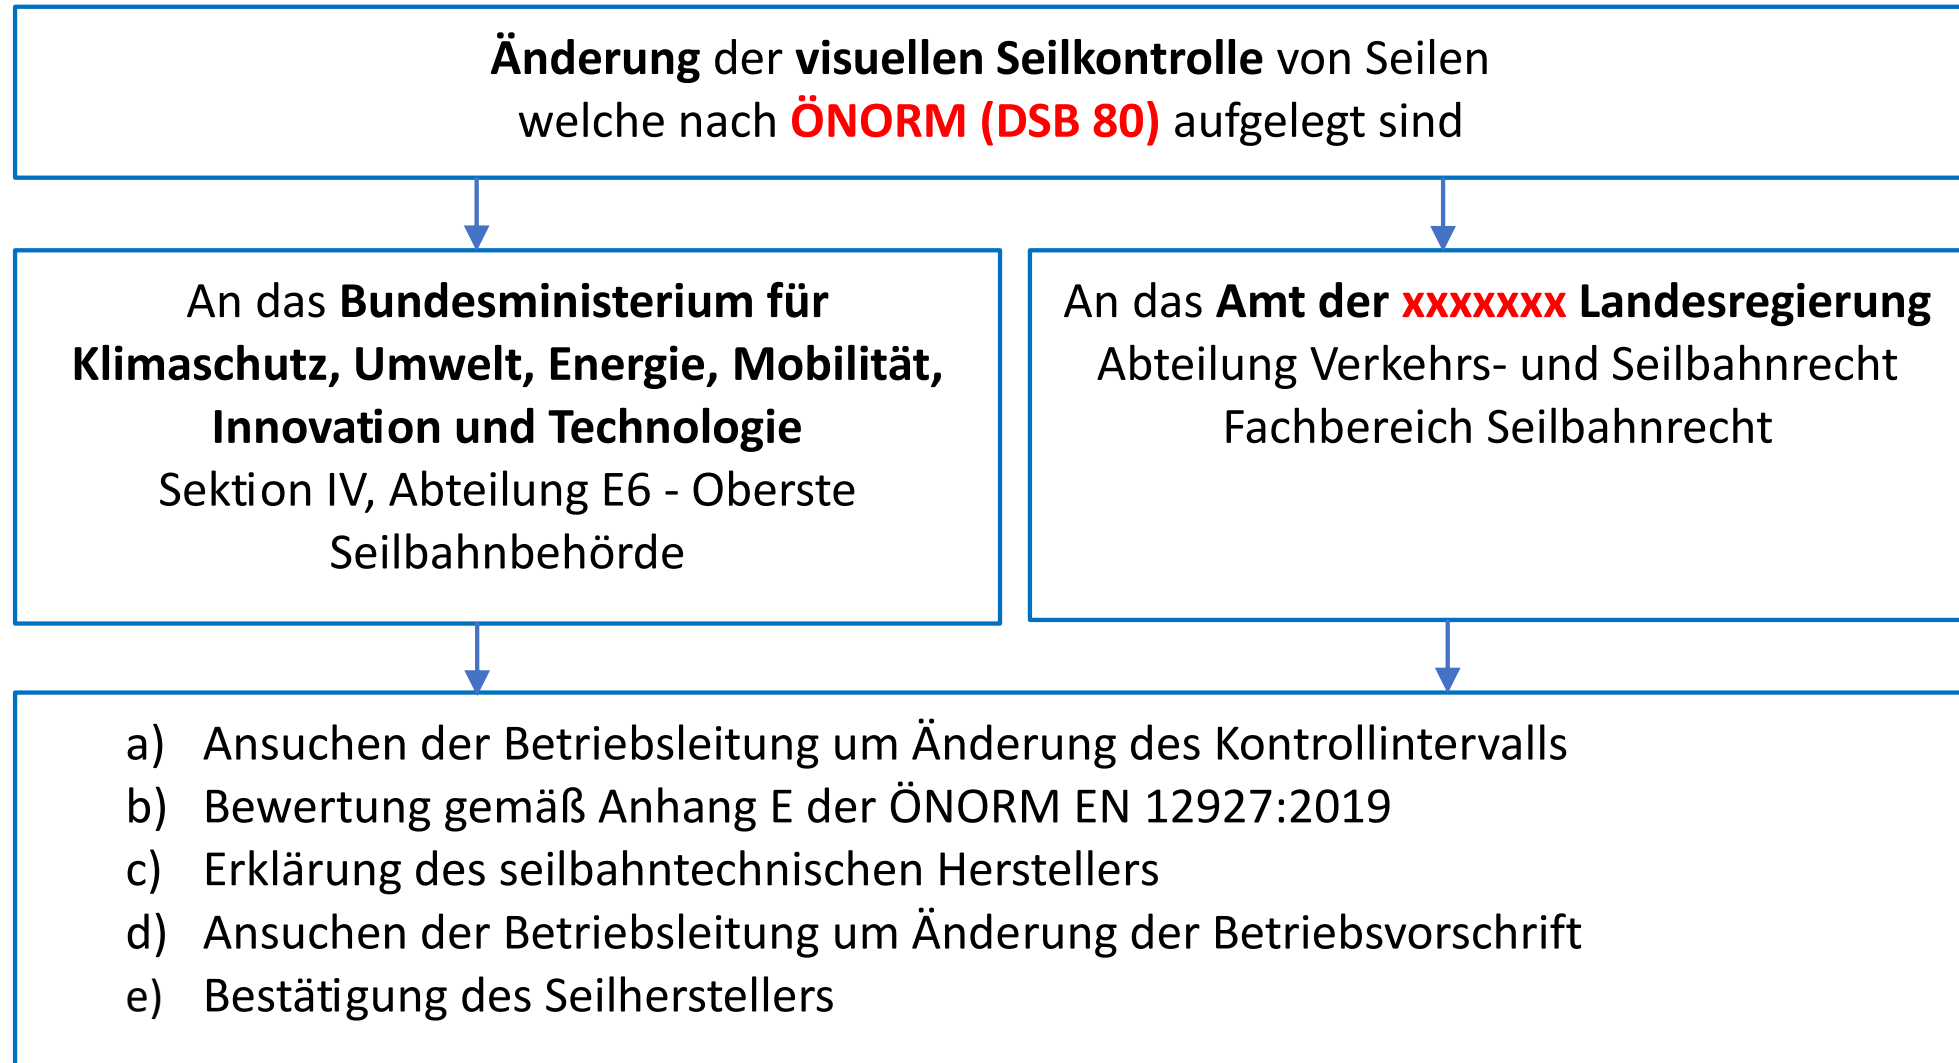 Änderung der visuellen Seilkontrolle von Seilen
welche nach ÖNORM (DSB 80) aufgelegt sind
An das Bundesministerium für
Klimaschutz, Umwelt, Energie, Mobilität,
Innovation und Technologie
Sektion IV, Abteilung E6 - Oberste
Seilbahnbehörde
An das Amt der xxxxxxx Landesregierung
Abteilung Verkehrs- und Seilbahnrecht
Fachbereich Seilbahnrecht
a) Ansuchen der Betriebsleitung um Änderung des Kontrollintervalls
b) Bewertung gemäß Anhang E der ÖNORM EN 12927:2019
c) Erklärung des seilbahntechnischen Herstellers
d) Ansuchen der Betriebsleitung um Änderung der Betriebsvorschrift
e) Bestätigung des Seilherstellers